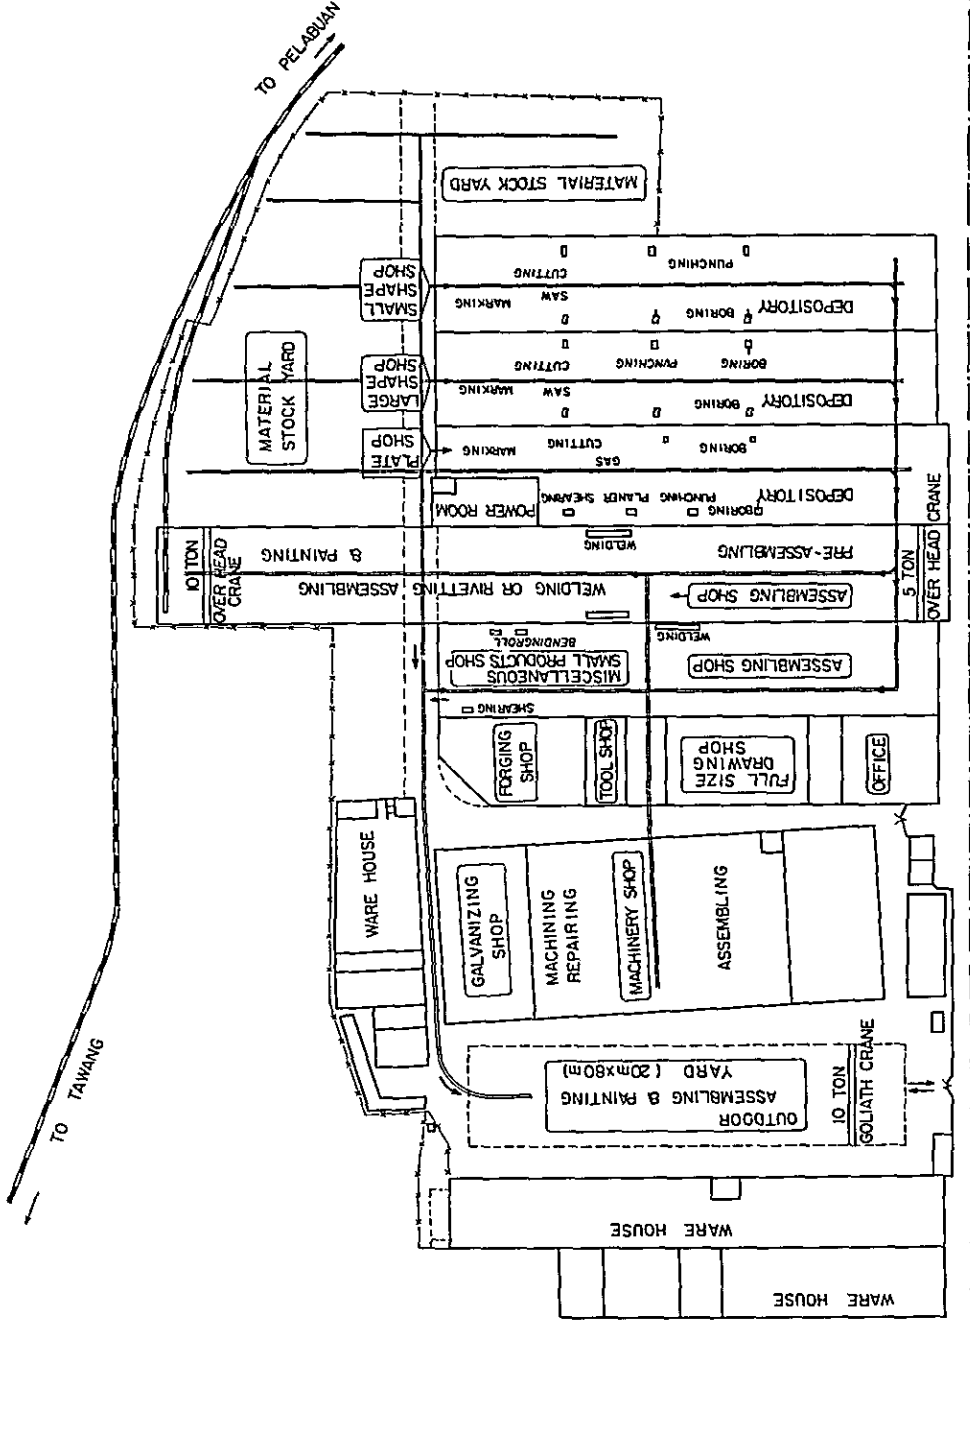 TO PELABUAN
MATERIAL STOCK YARD
SMALL
SHAPE
SHOP
CUTTING
SAW
MARKING
PUNCHING
BORING
DEPOSITORY
MATERIAL
STOCK YARD
LARGE
SHAPE
SHOP
CUTTING
SAW
MARKING
PUNCHING
BORING
BORING
DEPOSITORY
PLATE
SHOP
MARKING
GAS
CUTTING
BORING
POWER ROOM
SHEARING
PLANER
PUNCHING
BORING
DEPOSITORY
10 TON
OVER HEAD
CRANE
& PAINTING
WELDING
PRE-ASSEMBLING
WELDING OR RIVETTING ASSEMBLING
ASSEMBLING SHOP
5 TON
OVER HEAD CRANE
BENDINGROLL
WELDING
MISCELLANEOUS
SMALL PRODUCTS SHOP
ASSEMBLING SHOP
SHEARING
FORGING
SHOP
TOOL SHOP
FULL SIZE
DRAWING
SHOP
OFFICE
WARE HOUSE
GALVANIZING
SHOP
MACHINING
REPAIRING
MACHINERY SHOP
ASSEMBLING
TO TAWANG
OUTDOOR
ASSEMBLING & PAINTING
YARD (20m×80m)
10 TON
GOLIATH CRANE
WARE HOUSE
WARE HOUSE